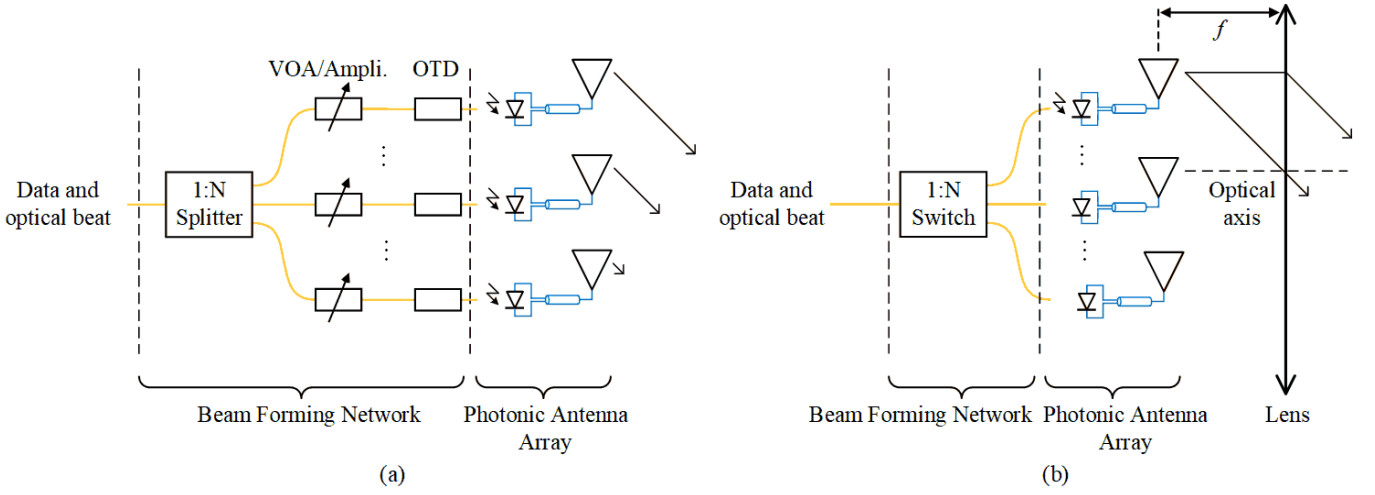 VOA/Ampli.
OTD
Data and
optical beat
1:N
Splitter
Beam Forming Network
Photonic Antenna
Array
(a)
f
Data and
optical beat
1:N
Switch
Optical
axis
Beam Forming Network
Photonic Antenna
Array
Lens
(b)